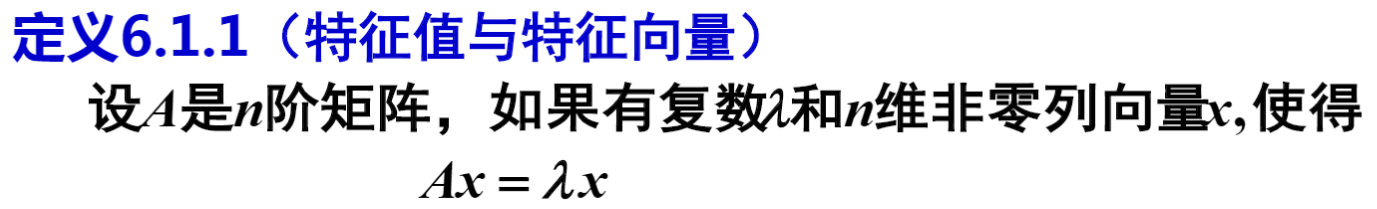 定义6.1.1（特征值与特征向量）
设A是n阶矩阵，如果有复数λ和n维非零列向量x,使得
Ax = λx